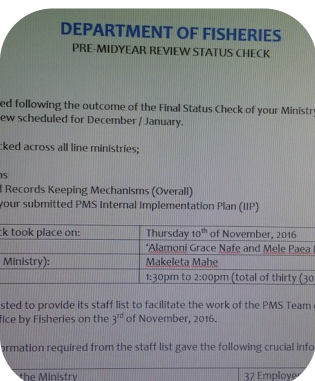 DEPARTMENT OF FISHERIES
PRE-MIDYEAR REVIEW STATUS CHECK
ed following the outcome of the Final Status Check of your Ministry
ew scheduled for December / January.
cked across all line ministries;
ns
d Records Keeping Mechanisms (Overall)
your submitted PMS Internal Implementation Plan (IIP)
ck took place on: Thursday 10th of November, 2016
'Alamoni Grace Nafe and Mele Paea
Ministry): Makeleta Mahe
1:30pm to 2:00pm (total of thirty (30
sted to provide its staff list to facilitate the work of the PMS Team
fice by Fisheries on the 3rd of November, 2016.
ormation required from the staff list gave the following crucial info
the Ministry 37 Employe